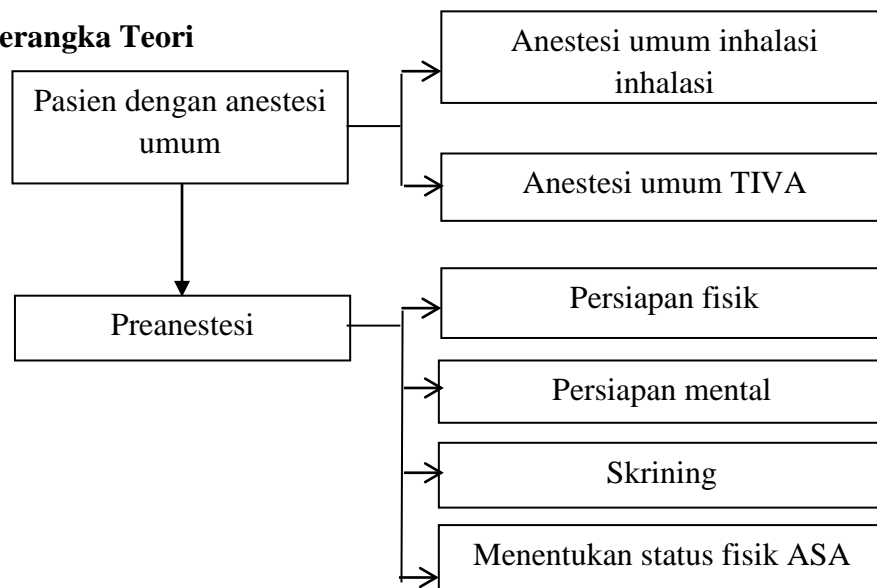 erangka Teori
Anestesi umum inhalasi
inhalasi
Pasien dengan anestesi
umum
Anestesi umum TIVA
Preanestesi
Persiapan fisik
Persiapan mental
Skrining
Menentukan status fisik ASA